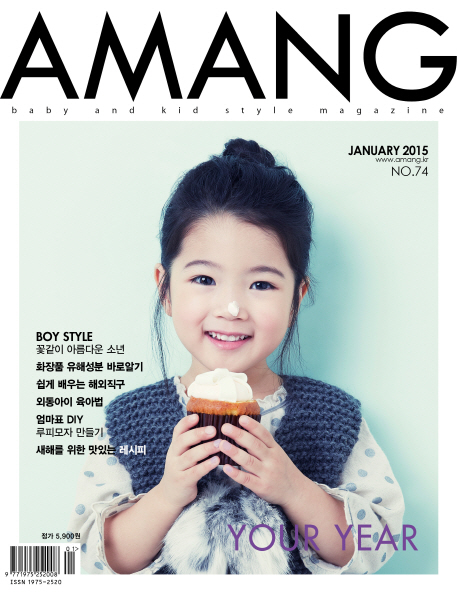 AMANG
baby and kid style magazine
JANUARY 2015
www.amang.kr
NO.74
BOY STYLE
꽃같이 아름다운 소년
화장품 유해성분 바로알기
쉽게 배우는 해외직구
외동아이 육아법
엄마표 DIY
루피모자 만들기
새해를 위한 맛있는 레시피
정가 5,900원
YOUR YEAR
01
9 771975 252008
ISSN 1975-2520